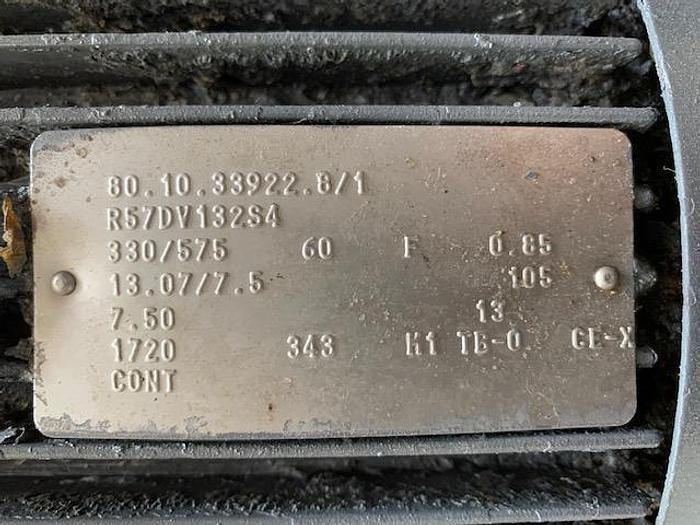 80.10.33922.8/1
R57DV132S4
330/575 60 F 0.85
13.07/7.5 105
7.50 13
1720 343 M1 TB-0 GE-X
CONT